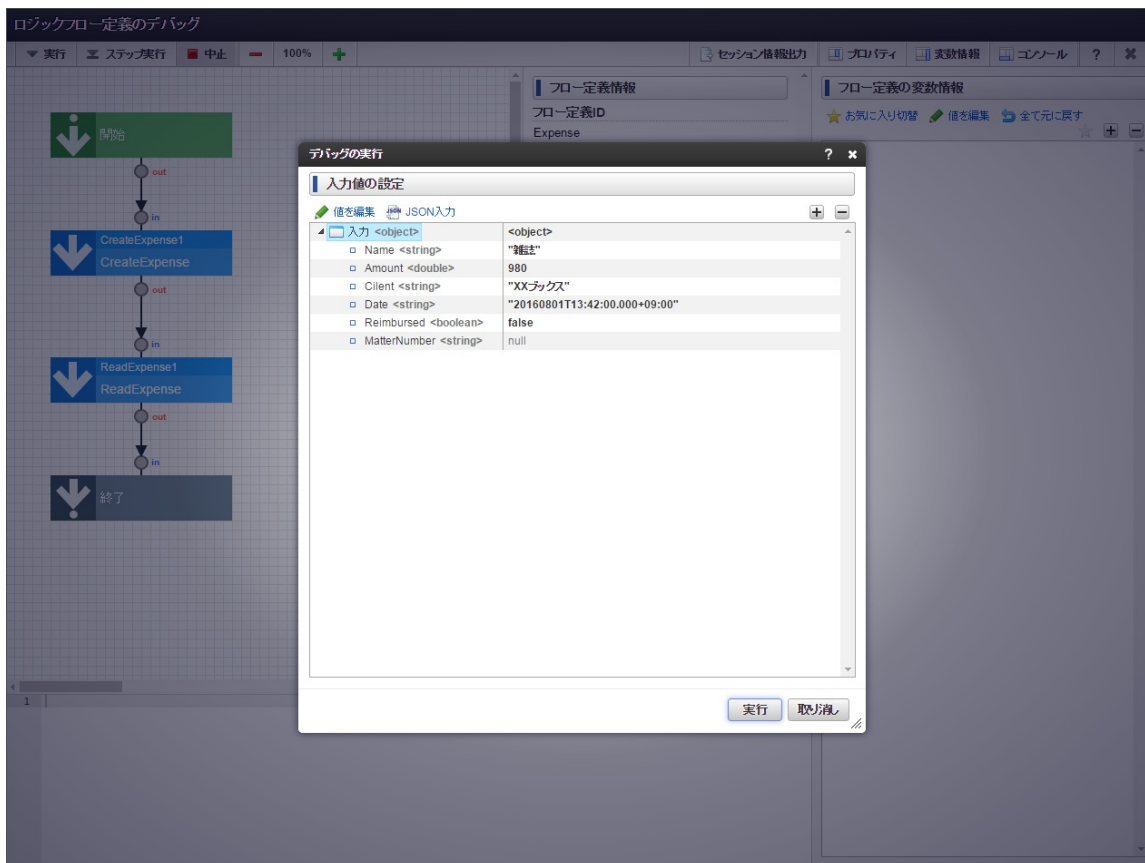 ロジックフロー定義のデバッグ
実行 ステップ実行 中止 100% セッション情報出力 プロパティ 変数情報 コンソール ?
開始
out
in
CreateExpense1
CreateExpense
out
in
ReadExpense1
ReadExpense
out
in
終了
1
フロー定義情報
フロー定義ID
Expense
フロー定義の変数情報
お気に入り切替 値を編集 全て元に戻す
デバッグの実行 ?
入力値の設定
値を編集 JSON JSON入力
入力 <object> <object>
Name <string> "雑誌"
Amount <double> 980
Cilent <string> "XXブックス"
Date <string> "20160801T13:42:00.000+09:00"
Reimbursed <boolean> false
MatterNumber <string> null
実行 取り消し